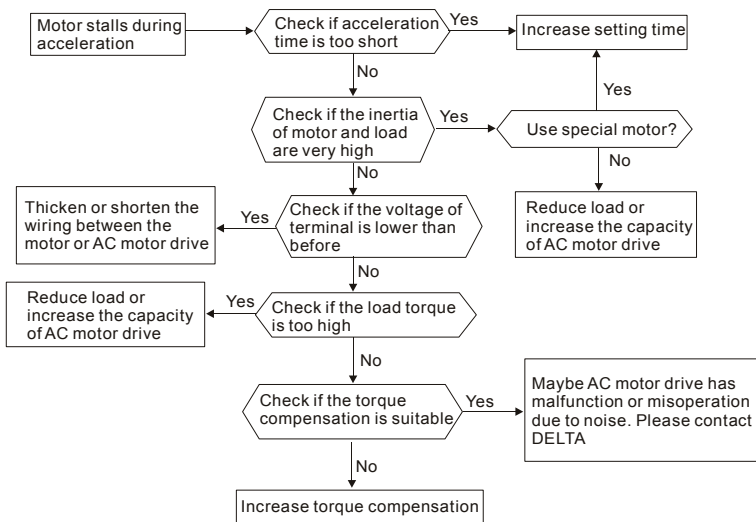 Motor stalls during
acceleration
Check if acceleration
time is too short
Yes
Increase setting time
No
Yes
Check if the inertia
of motor and load
are very high
Yes
Use special motor?
No
No
Thicken or shorten the
wiring between the
motor or AC motor drive
Yes
Check if the voltage of
terminal is lower than
before
Reduce load or
increase the capacity
of AC motor drive
No
Reduce load or
increase the capacity
of AC motor drive
Yes
Check if the load torque
is too high
No
Check if the torque
compensation is suitable
Yes
Maybe AC motor drive has
malfunction or misoperation
due to noise. Please contact
DELTA
No
Increase torque compensation